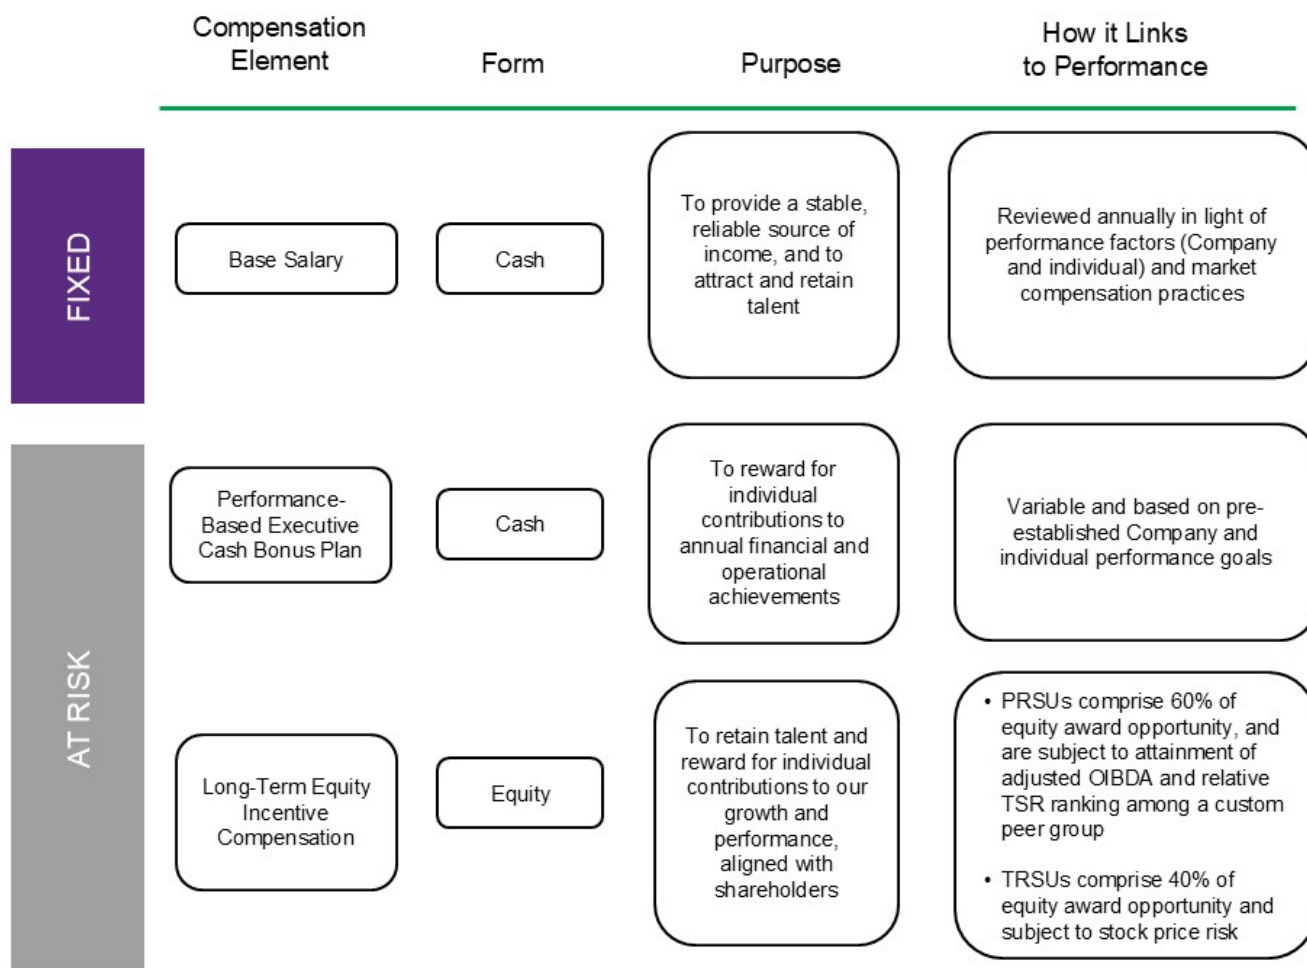 Compensation
Element
Form
Purpose
How it Links
to Performance
FIXED
Base Salary
Cash
To provide a stable,
reliable source of
income, and to
attract and retain
talent
Reviewed annually in light of
performance factors (Company
and individual) and market
compensation practices
AT RISK
Performance-
Based Executive
Cash Bonus Plan
Cash
To reward for
individual
contributions to
annual financial and
operational
achievements
Variable and based on pre-
established Company and
individual performance goals
Long-Term Equity
Incentive
Compensation
Equity
To retain talent and
reward for individual
contributions to our
growth and
performance,
aligned with
shareholders
• PRSUs comprise 60% of
equity award opportunity, and
are subject to attainment of
adjusted OIBDA and relative
TSR ranking among a custom
peer group
• TRSUs comprise 40% of
equity award opportunity and
subject to stock price risk